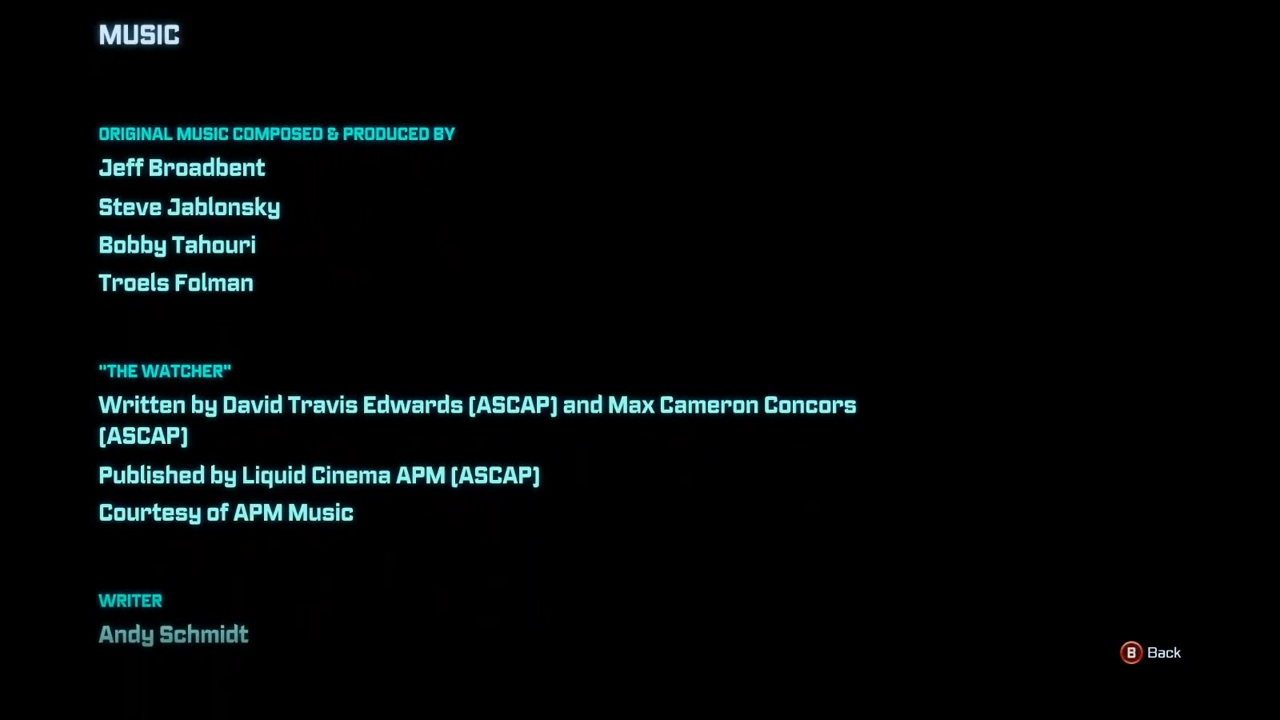 MUSIC
ORIGINAL MUSIC COMPOSED & PRODUCED BY
Jeff Broadbent
Steve Jablonsky
Bobby Tahouri
Troels Folman
"THE WATCHER"
Written by David Travis Edwards (ASCAP) and Max Cameron Concors
(ASCAP)
Published by Liquid Cinema APM (ASCAP)
Courtesy of APM Music
WRITER
Andy Schmidt
B Back